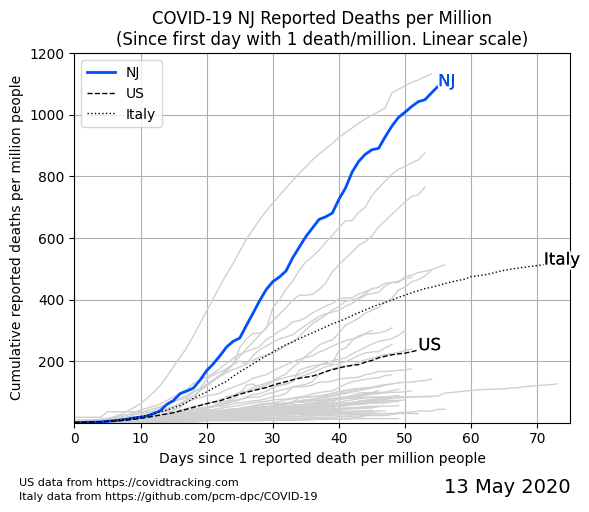 COVID-19 NJ Reported Deaths per Million
(Since first day with 1 death/million. Linear scale)
Cumulative reported deaths per million people
1200
1000
800
600
400
200
NJ
US
Italy
NJ
Italy
US
0 10 20 30 40 50 60 70
Days since 1 reported death per million people
US data from https://covidtracking.com
Italy data from https://github.com/pcm-dpc/COVID-19
13 May 2020